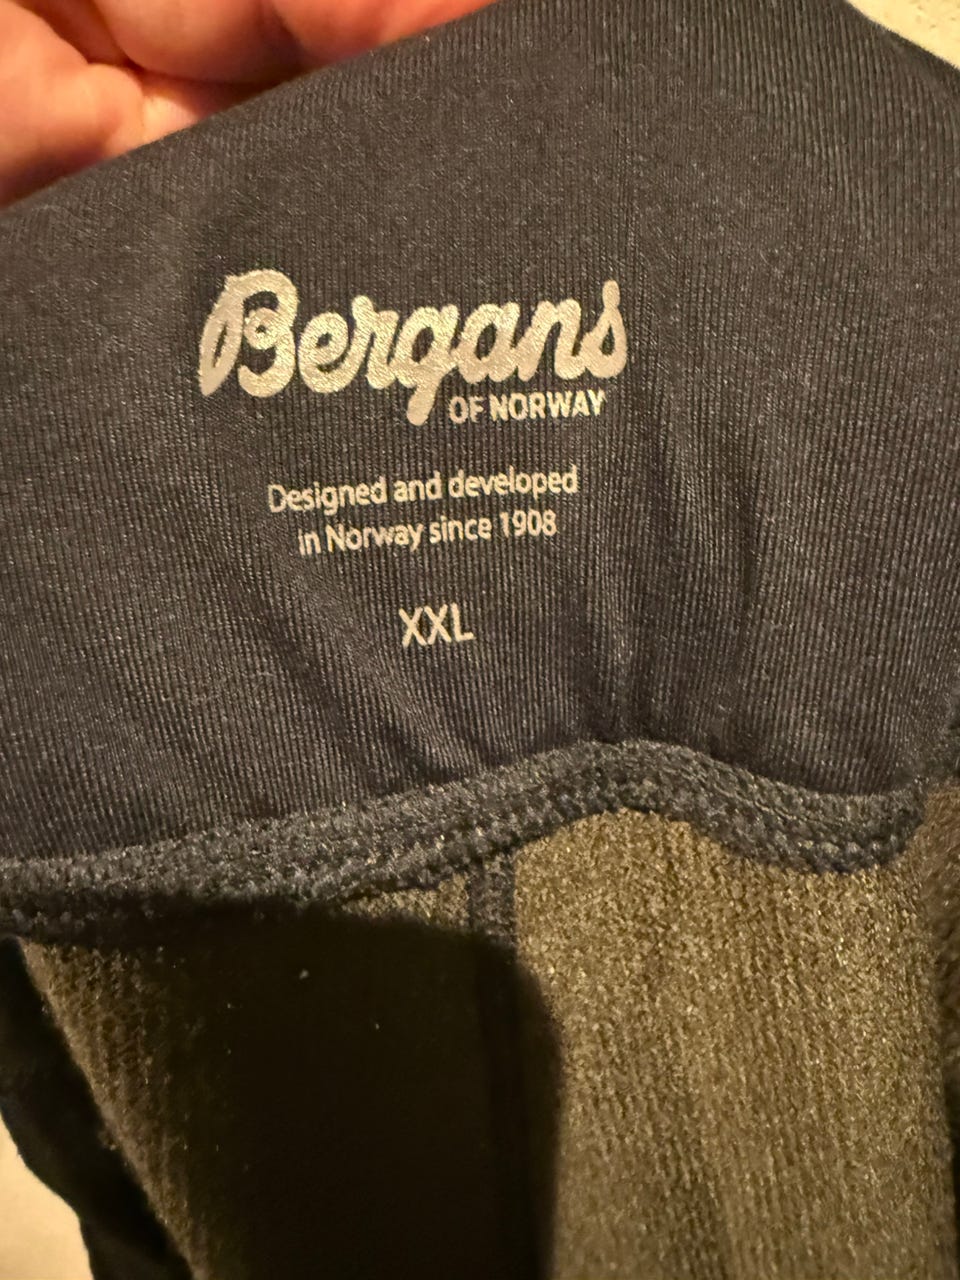 Bergans
OF NORWAY
Designed and developed
in Norway since 1908
XXL